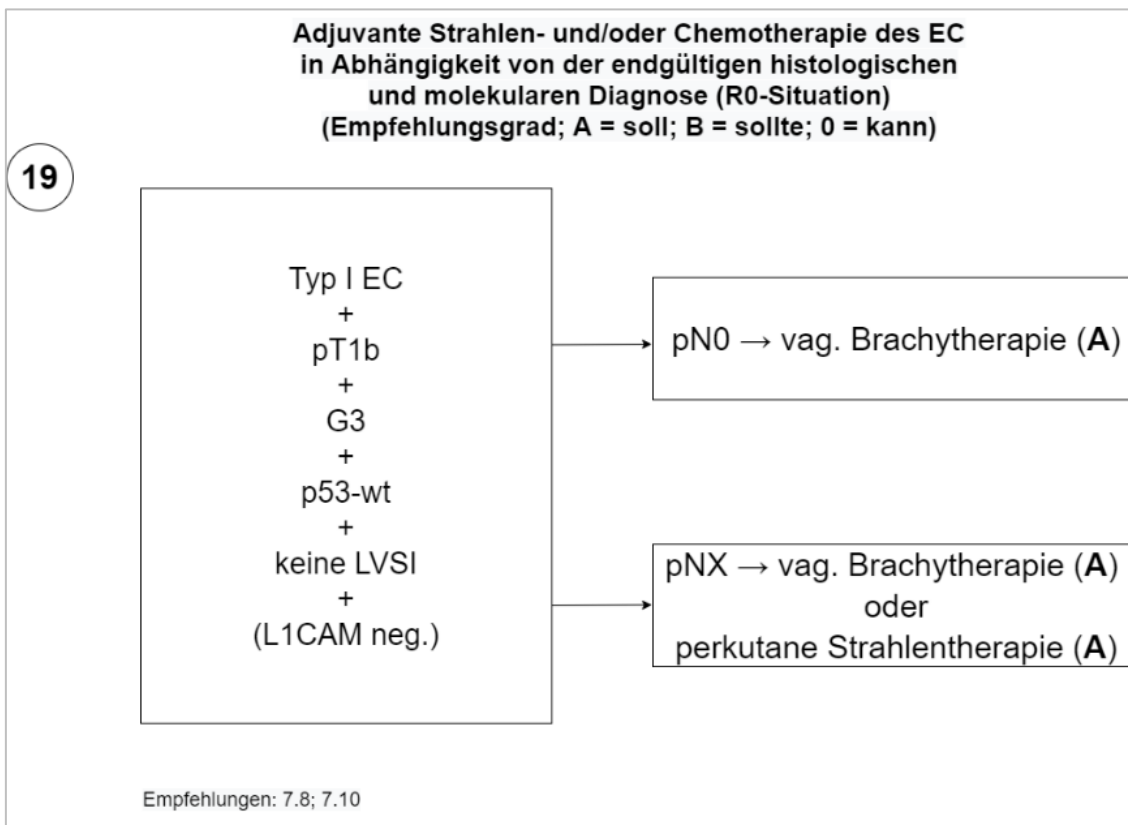 Adjuvante Strahlen- und/oder Chemotherapie des EC
in Abhängigkeit von der endgültigen histologischen
und molekularen Diagnose (R0-Situation)
(Empfehlungsgrad; A = soll; B = sollte; 0 = kann)
19
Typ I EC
+
pT1b
+
G3
+
p53-wt
+
keine LVSI
+
(L1CAM neg.)
pN0 → vag. Brachytherapie (A)
pNX → vag. Brachytherapie (A)
oder
perkutane Strahlentherapie (A)
Empfehlungen: 7.8; 7.10